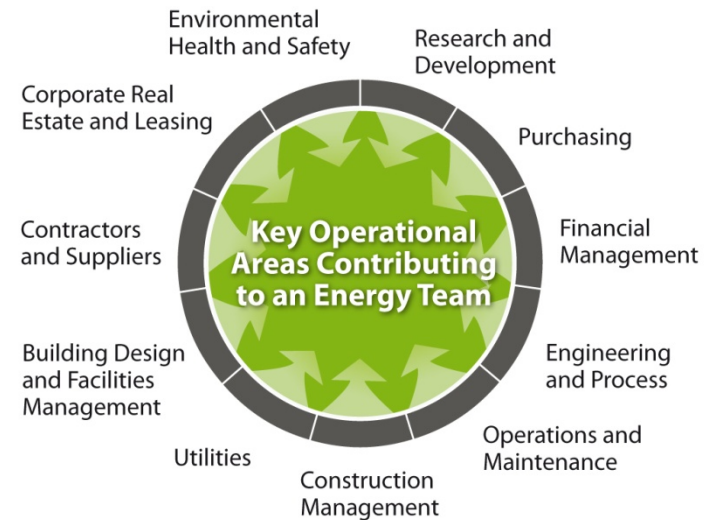 Environmental
Health and Safety
Research and
Development
Purchasing
Financial
Management
Engineering
and Process
Operations and
Maintenance
Construction
Management
Utilities
Building Design
and Facilities
Management
Contractors
and Suppliers
Corporate Real
Estate and Leasing
Key Operational
Areas Contributing
to an Energy Team